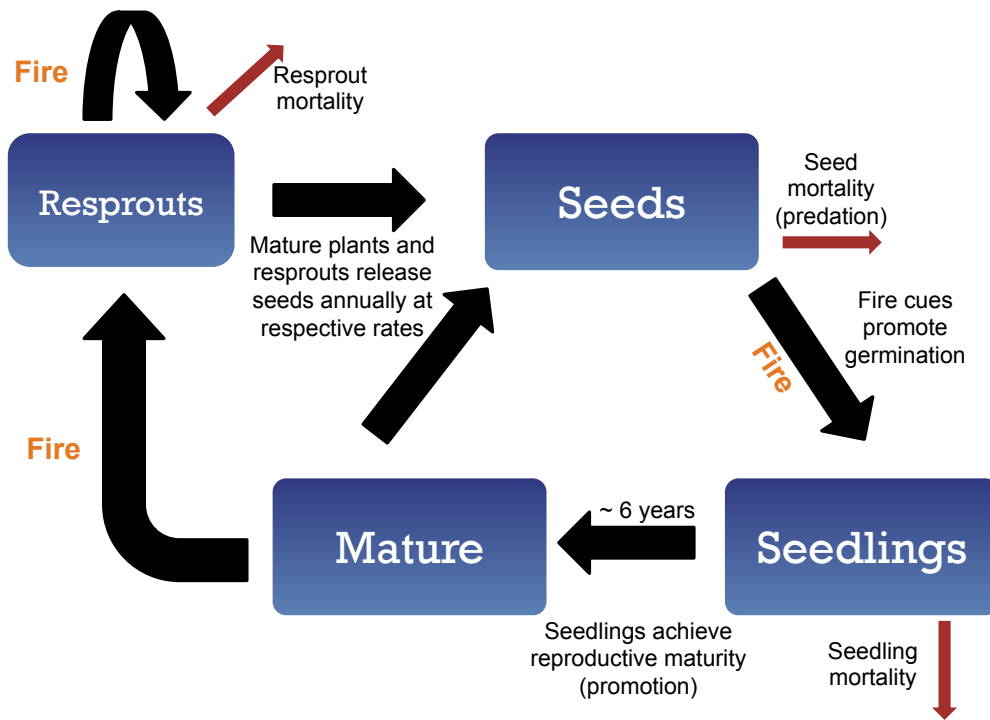 Fire
Resprout
mortality
Resprouts
Seeds
Seed
mortality
(predation)
Mature plants and
resprouts release
seeds annually at
respective rates
Fire cues
promote
germination
Fire
Fire
Mature
~ 6 years
Seedlings
Seedlings achieve
reproductive maturity
(promotion)
Seedling
mortality